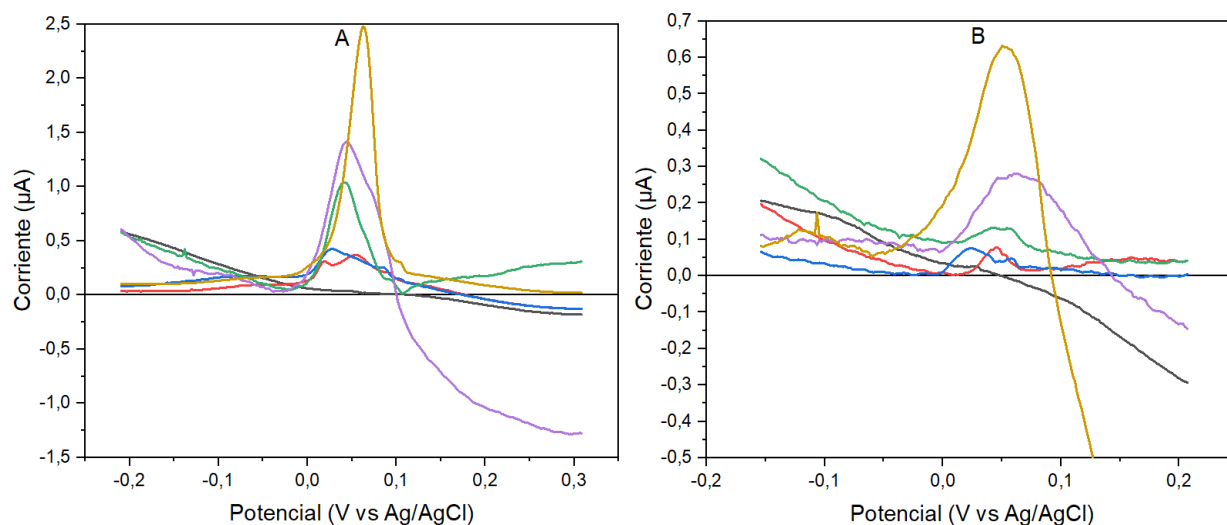 A
2,5
2,0
1,5
1,0
0,5
0,0
-0,5
-1,0
-1,5
Corriente (µA)
-0,2 -0,1 0,0 0,1 0,2 0,3
Potencial (V vs Ag/AgCl)
B
0,7
0,6
0,5
0,4
0,3
0,2
0,1
0,0
-0,1
-0,2
-0,3
-0,4
-0,5
Corriente (µA)
-0,2 -0,1 0,0 0,1 0,2
Potencial (V vs Ag/AgCl)